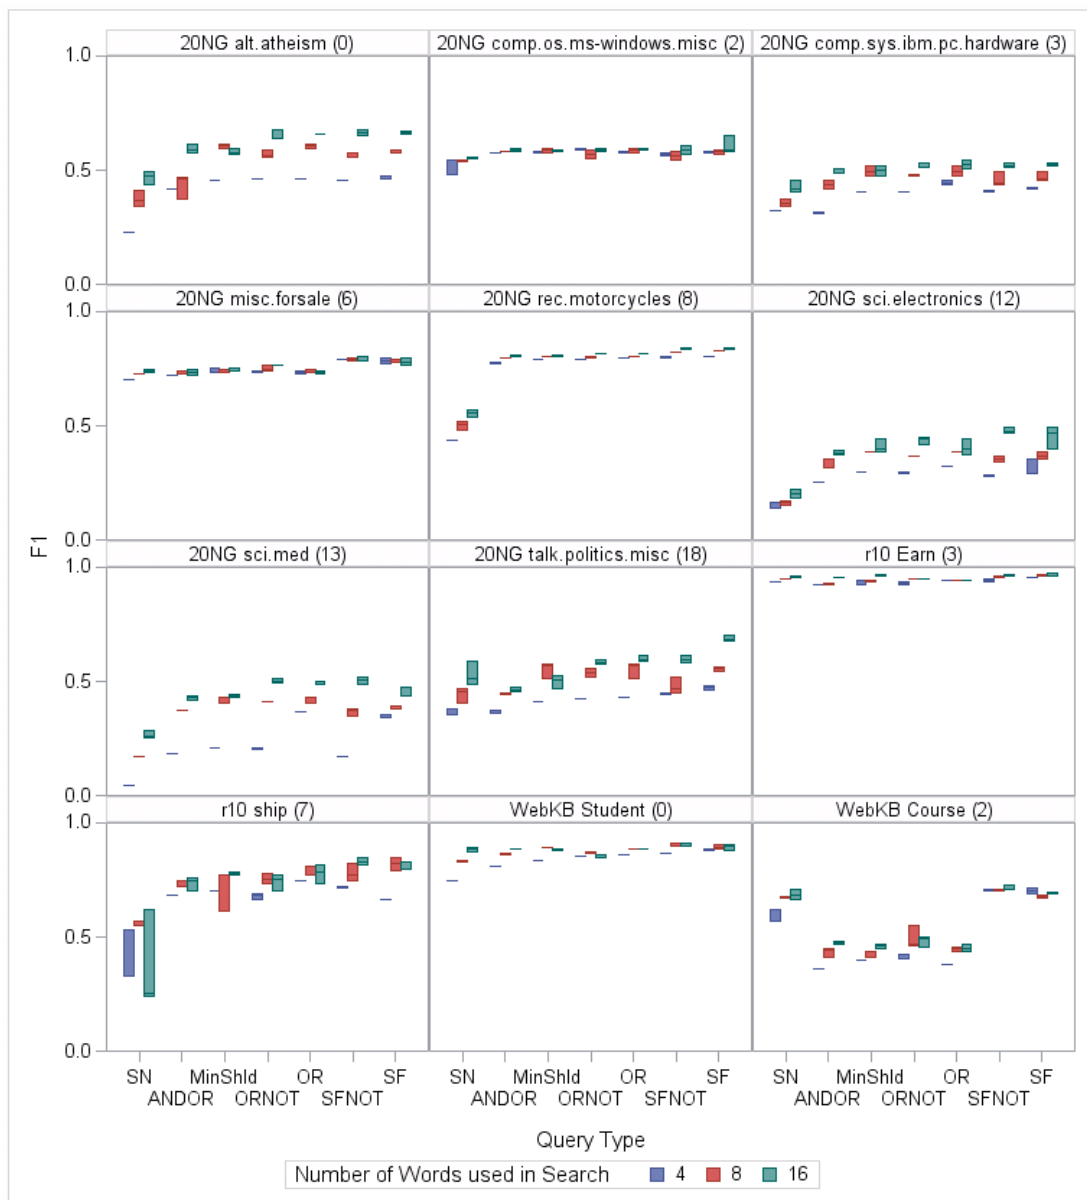 20NG alt.atheism (0) 20NG comp.os.ms-windows.misc (2) 20NG comp.sys.ibm.pc.hardware (3)
1.0
0.5
0.0
20NG misc.forsale (6) 20NG rec.motorcycles (8) 20NG sci.electronics (12)
1.0
0.5
0.0
F1
20NG sci.med (13) 20NG talk.politics.misc (18) r10 Earn (3)
1.0
0.5
0.0
r10 ship (7) WebKB Student (0) WebKB Course (2)
1.0
0.5
0.0
SN MinShld OR SF SN MinShld OR SF SN MinShld OR SF
ANDOR ORNOT SFNOT ANDOR ORNOT SFNOT ANDOR ORNOT SFNOT
Query Type
Number of Words used in Search 4 8 16